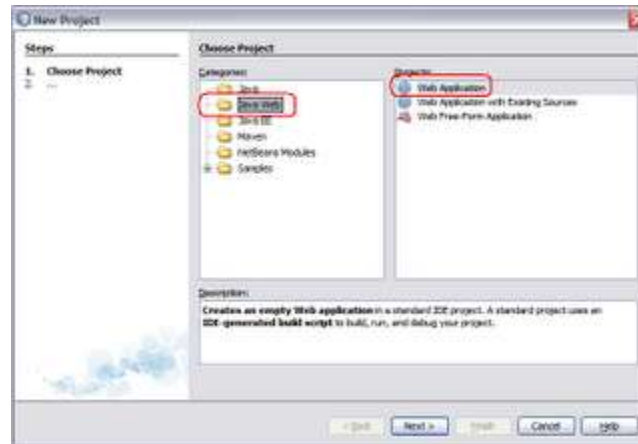 New Project
Steps
1. Choose Project
2. ...
Choose Project
Categories:
Java
Java Web
Java EE
Maven
NetBeans Modules
Samples
Projects:
Web Application
Web Application with Existing Sources
Web Free-Form Application
Description:
Creates an empty Web application in a standard IDE project. A standard project uses an
IDE-generated build script to build, run, and debug your project.
< Back
Next >
Finish
Cancel
Help